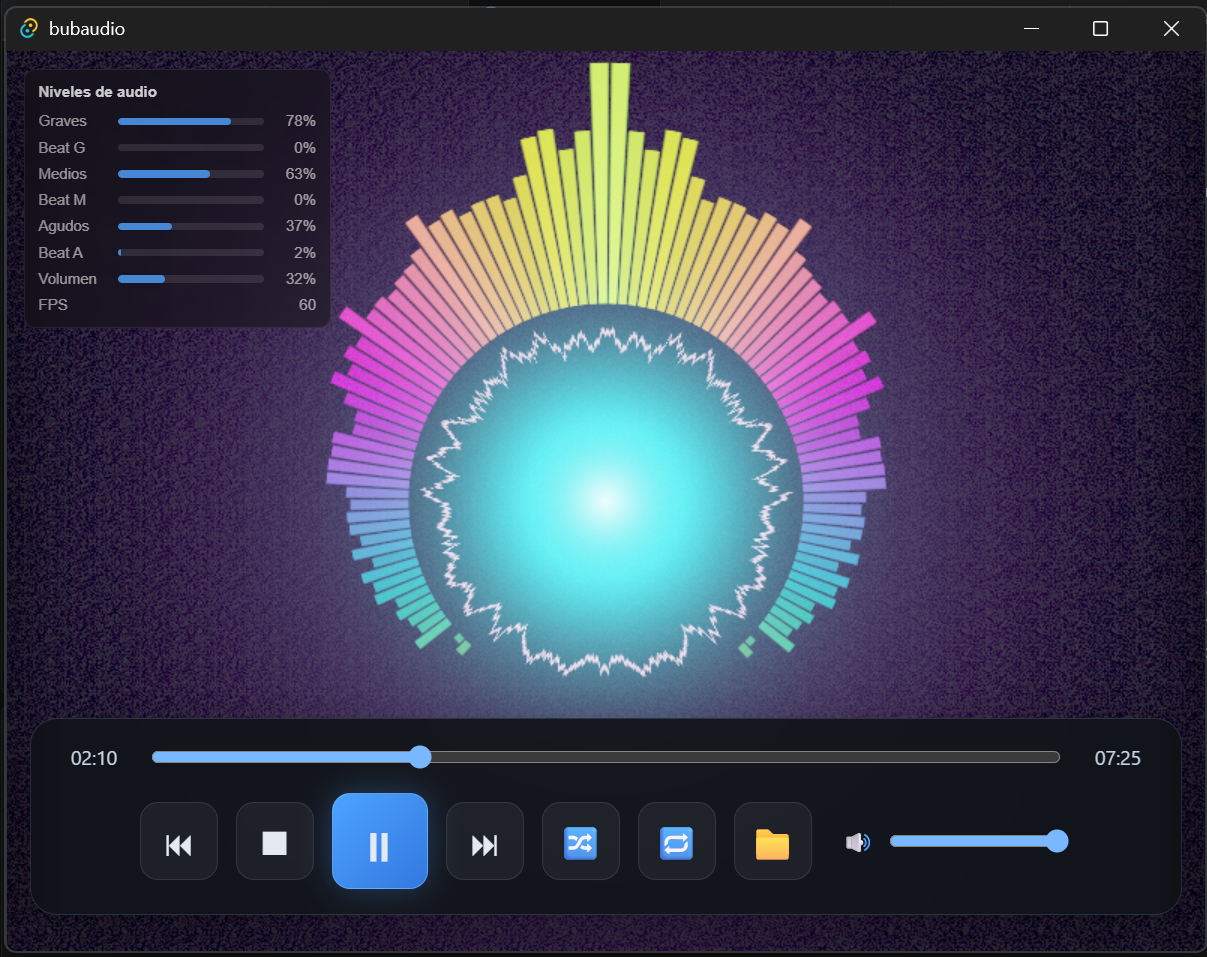 bubaudio
Niveles de audio
Graves 78%
Beat G 0%
Medios 63%
Beat M 0%
Agudos 37%
Beat A 2%
Volumen 32%
FPS 60
02:10 07:25